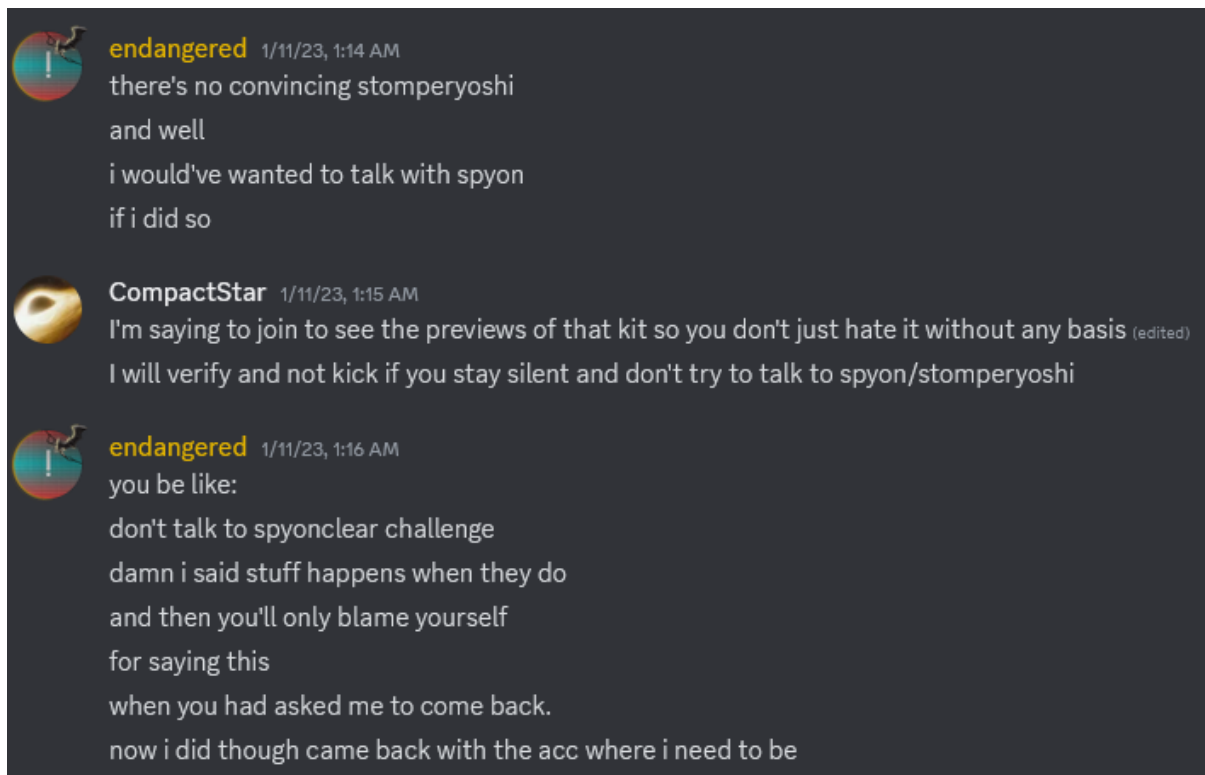 endangered 1/11/23, 1:14 AM
there's no convincing stomperyoshi
and well
i would've wanted to talk with spyon
if i did so
CompactStar 1/11/23, 1:15 AM
I'm saying to join to see the previews of that kit so you don't just hate it without any basis (edited)
I will verify and not kick if you stay silent and don't try to talk to spyon/stomperyoshi
endangered 1/11/23, 1:16 AM
you be like:
don't talk to spyonclear challenge
damn i said stuff happens when they do
and then you'll only blame yourself
for saying this
when you had asked me to come back.
now i did though came back with the acc where i need to be